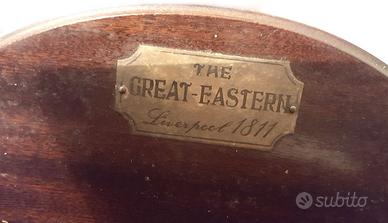 THE
GREAT-EASTERN
Liverpool 1811
subito